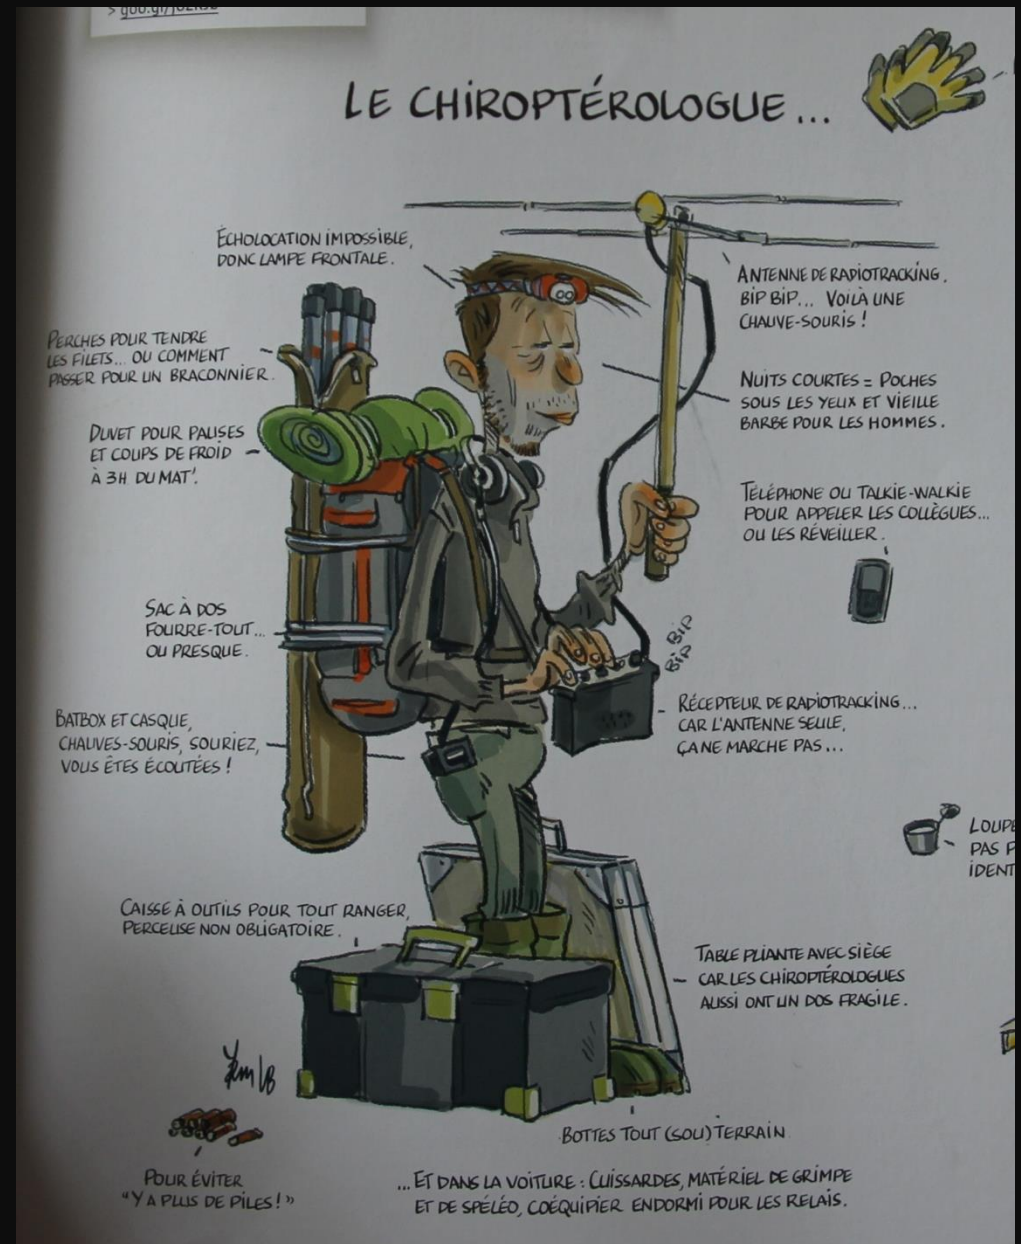 LE CHIROPTÉROLOGUE...
ÉCHOLOCATION IMPOSSIBLE,
DONC LAMPE FRONTALE.
ANTENNE DE RADIOTRACKING.
BIP BIP... VOILÀ UNE
CHAUVE-SOURIS !
PERCHES POUR TENDRE
LES FILETS... OU COMMENT
PASSER POUR UN BRACONNIER.
NUITS COURTES = POCHES
SOUS LES YEUX ET VIEILLE
BARBE POUR LES HOMMES.
DUVET POUR PAUSES
ET COUPS DE FROID
À 3H DU MAT'.
TÉLÉPHONE OU TALKIE-WALKIE
POUR APPELER LES COLLÈGUES...
OU LES RÉVEILLER.
SAC À DOS
FOURRE-TOUT...
OU PRESQUE.
BIP
BIP
RÉCEPTEUR DE RADIOTRACKING...
CAR L'ANTENNE SEULE,
ÇA NE MARCHE PAS...
BATBOX ET CASQUE,
CHAUVES-SOURIS, SOURIEZ,
VOUS ÊTES ÉCOUTÉES !
LOUPE
PAS P
IDENT
CAISSE À OUTILS POUR TOUT RANGER,
PERCEUSE NON OBLIGATOIRE.
TABLE PLIANTE AVEC SIÈGE
CAR LES CHIROPTÉROLOGUES
AUSSI ONT UN DOS FRAGILE.
BOTTES TOUT (SOU) TERRAIN
POUR ÉVITER
"Y A PLUS DE PILES ! »
...ET DANS LA VOITURE : CUISSARDES, MATÉRIEL DE GRIMPE
ET DE SPÉLÉO, COÉQUIPIER ENDORMI POUR LES RELAIS.